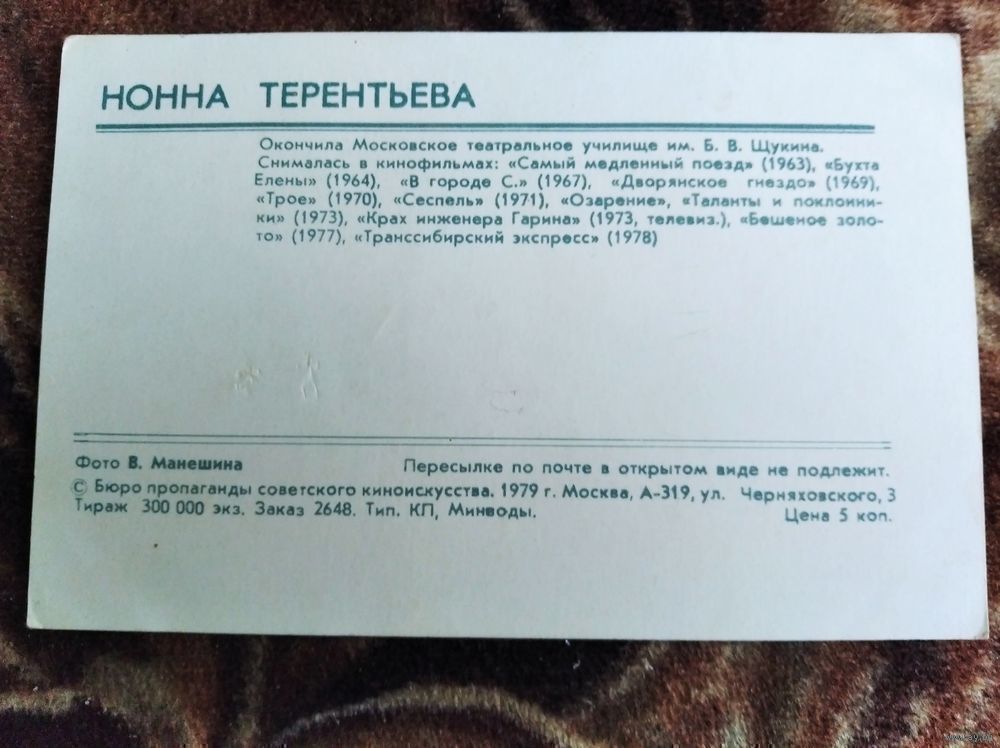 НОННА ТЕРЕНТЬЕВА
Окончила Московское театральное училище им. Б. В. Щукина.
Снималась в кинофильмах: «Самый медленный поезд» (1963), «Бухта
Елены» (1964), «В городе С.» (1967), «Дворянское гнездо» (1969),
«Трое» (1970), «Сеспель» (1971), «Озарение», «Таланты и поклонни-
ки» (1973), «Крах инженера Гарина» (1973, телевиз.), «Бешеное золо-
то» (1977), «Транссибирский экспресс» (1978)
Фото В. Манешина Пересылке по почте в открытом виде не подлежит.
© Бюро пропаганды советского киноискусства. 1979 г. Москва, А-319, ул. Черняховского, 3
Тираж 300 000 экз. Заказ 2648. Тип. КП, Минводы. Цена 5 коп.